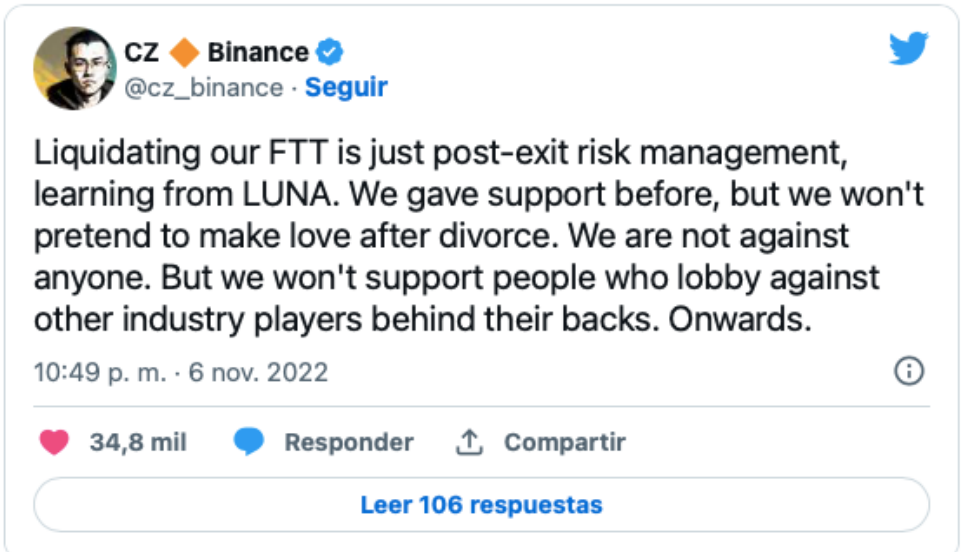 CZ 🔶 Binance
@cz_binance · Seguir
Liquidating our FTT is just post-exit risk management,
learning from LUNA. We gave support before, but we won't
pretend to make love after divorce. We are not against
anyone. But we won't support people who lobby against
other industry players behind their backs. Onwards.
10:49 p. m. · 6 nov. 2022
34,8 mil Responder Compartir
Leer 106 respuestas